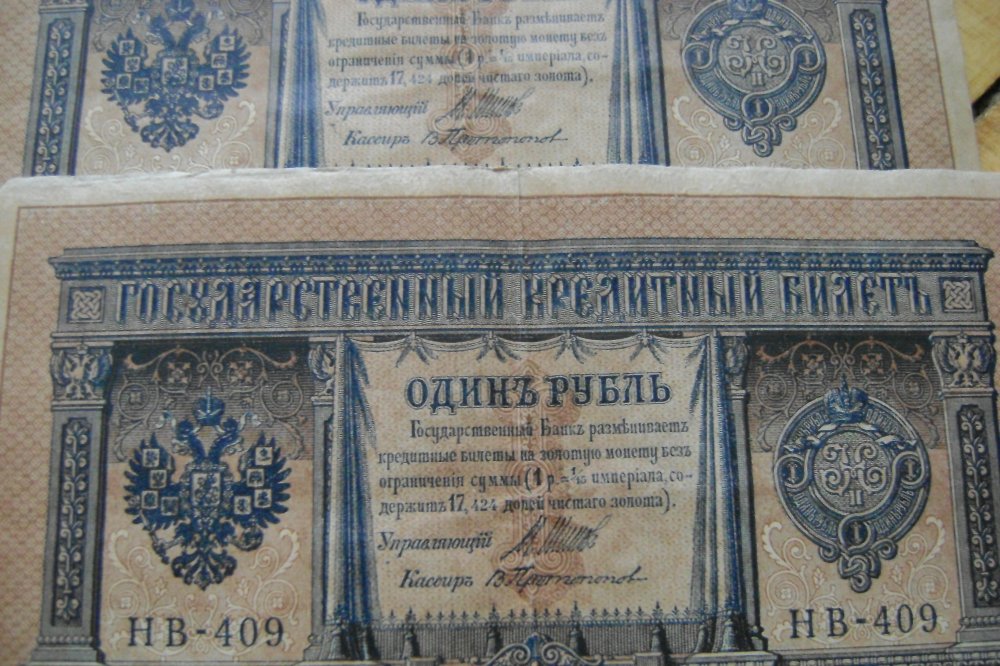 Государственный Банкъ размѣниваетъ
кредитные билеты на золотую монету безъ
ограниченія суммы (1 р.=1/15 имперіала, со-
держитъ 17,424 долей чистаго золота).
Управляющій
Кассиръ В.Протопопов
ГОСУДАРСТВЕННЫЙ КРЕДИТНЫЙ БИЛЕТЪ
ОДИНЪ РУБЛЬ
Государственный Банкъ размѣниваетъ
кредитные билеты на золотую монету безъ
ограниченія суммы (1 р.=1/15 имперіала, со-
держитъ 17,424 долей чистаго золота).
Управляющій
Кассиръ В.Протопопов
НВ-409 НВ-409